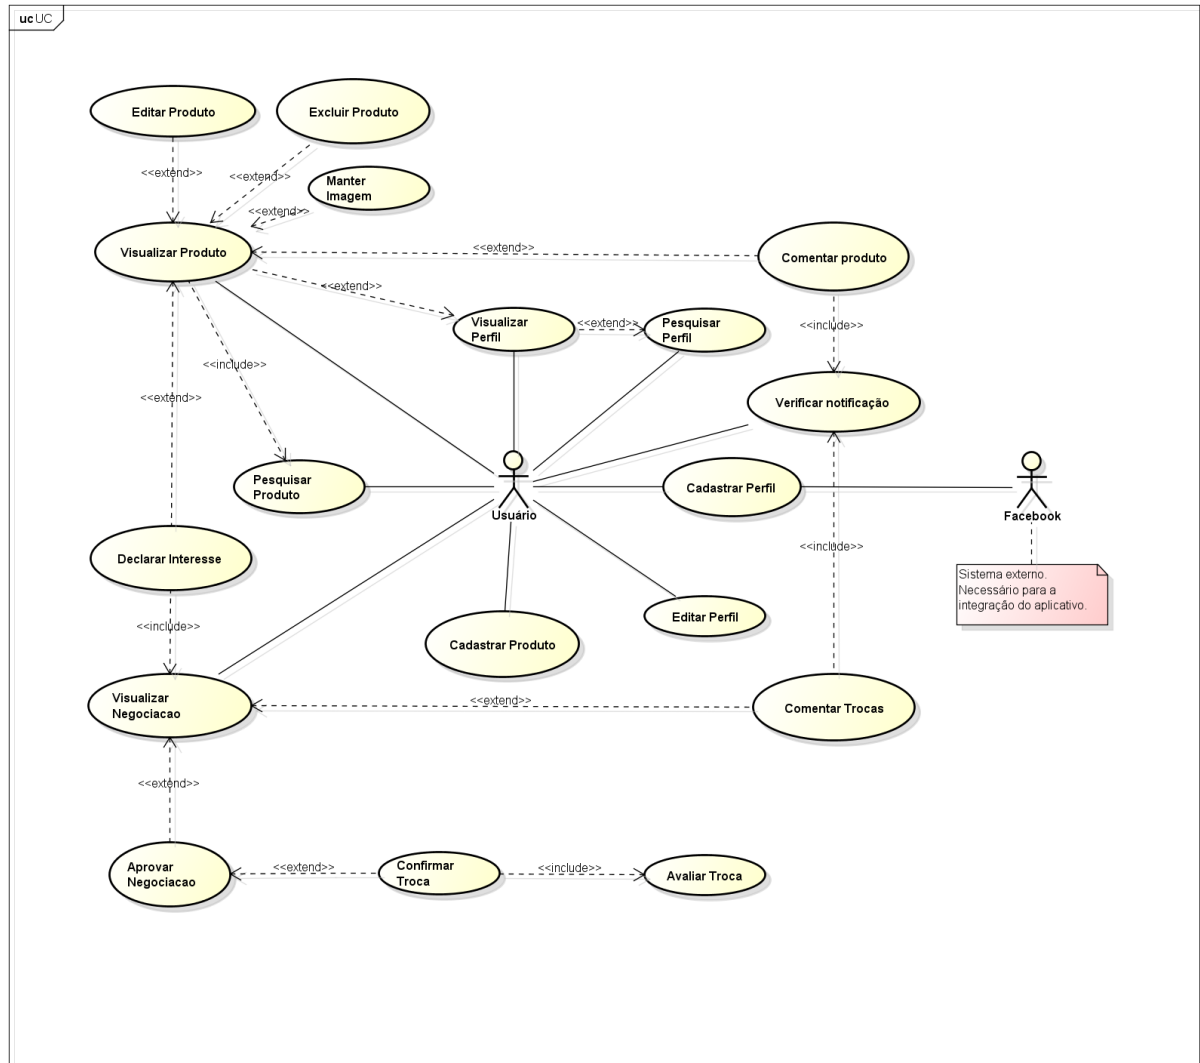 uc UC
Editar Produto
Excluir Produto
<<extend>>
<<extend>>
Manter
Imagem
<<extend>>
Visualizar Produto
<<extend>>
Comentar produto
<<extend>>
Visualizar
Perfil
<<extend>>
Pesquisar
Perfil
<<include>>
<<include>>
<<extend>>
Verificar notificação
Pesquisar
Produto
Cadastrar Perfil
Usuário
Facebook
Declarar Interesse
<<include>>
Sistema externo.
Necessário para a
integração do aplicativo.
<<include>>
Cadastrar Produto
Editar Perfil
Visualizar
Negociacao
<<extend>>
Comentar Trocas
<<extend>>
Aprovar
Negociacao
<<extend>>
Confirmar
Troca
<<include>>
Avaliar Troca